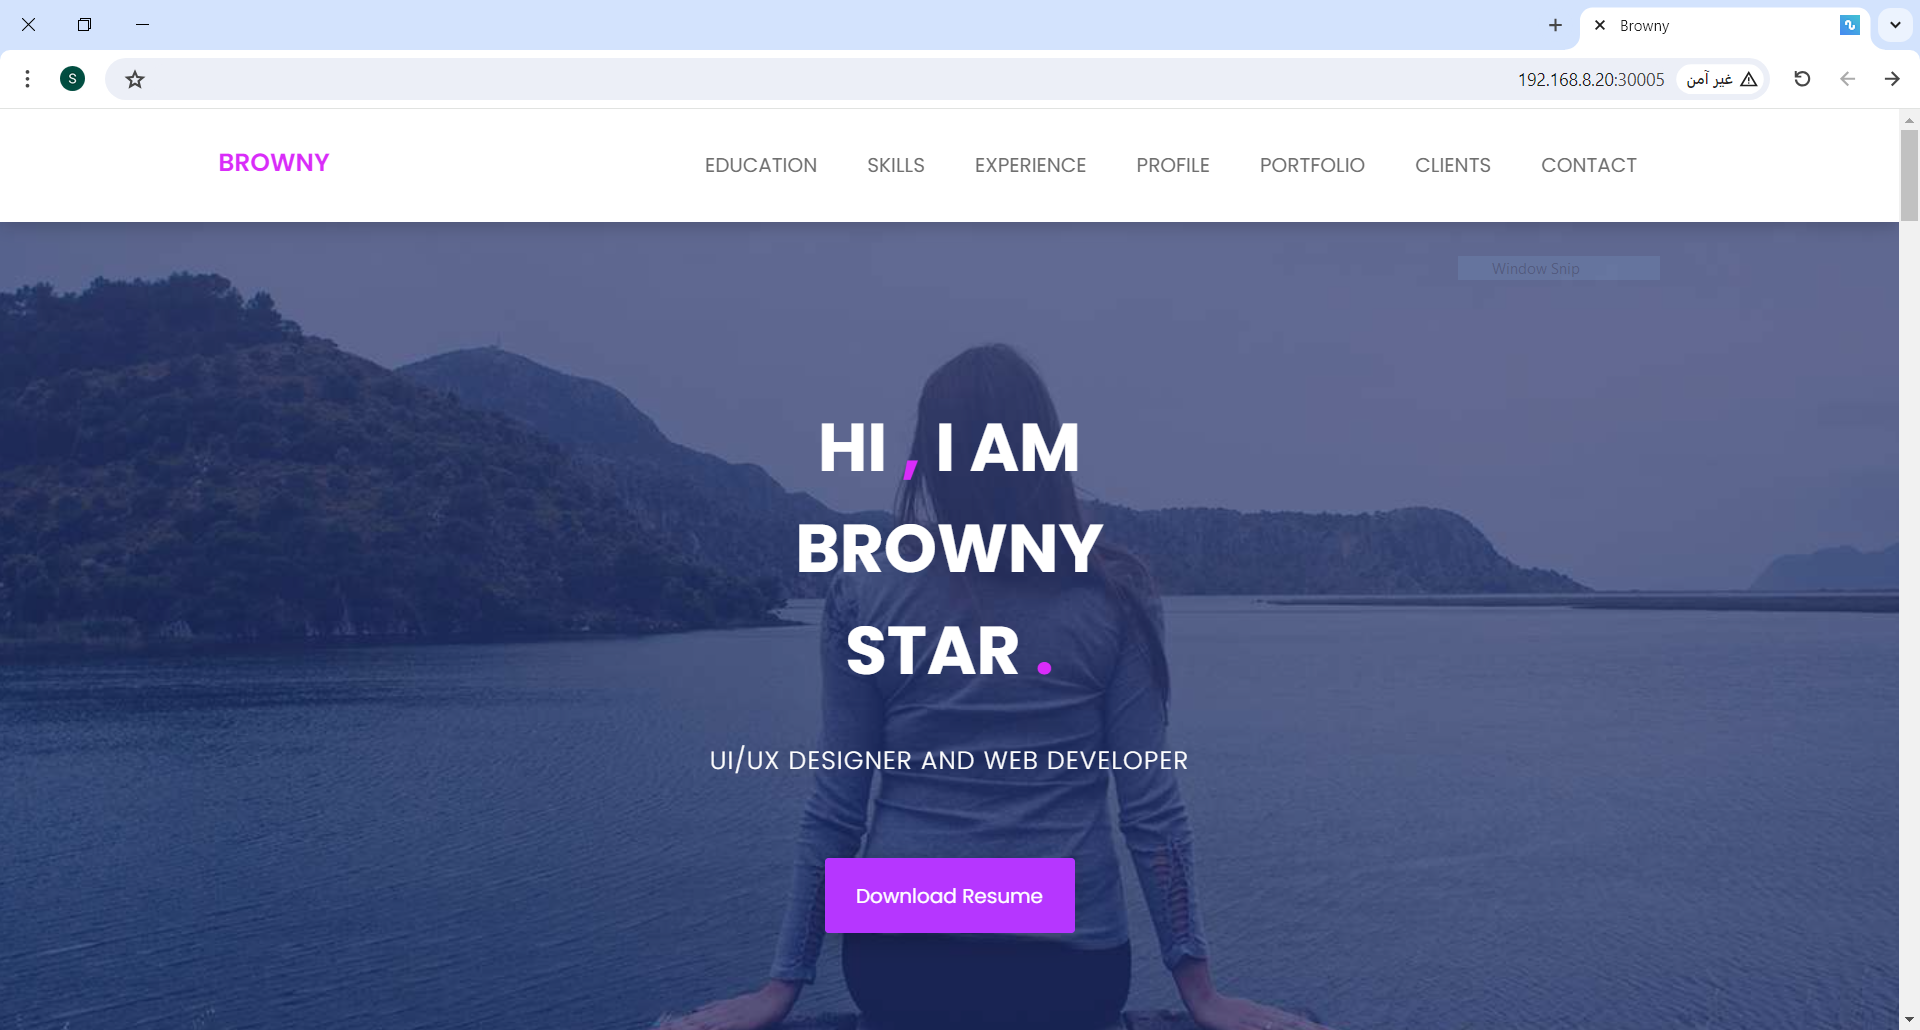 Browny
S
192.168.8.20:30005
غير آمن
BROWNY
EDUCATION SKILLS EXPERIENCE PROFILE PORTFOLIO CLIENTS CONTACT
Window Snip
HI , I AM
BROWNY
STAR .
UI/UX DESIGNER AND WEB DEVELOPER
Download Resume